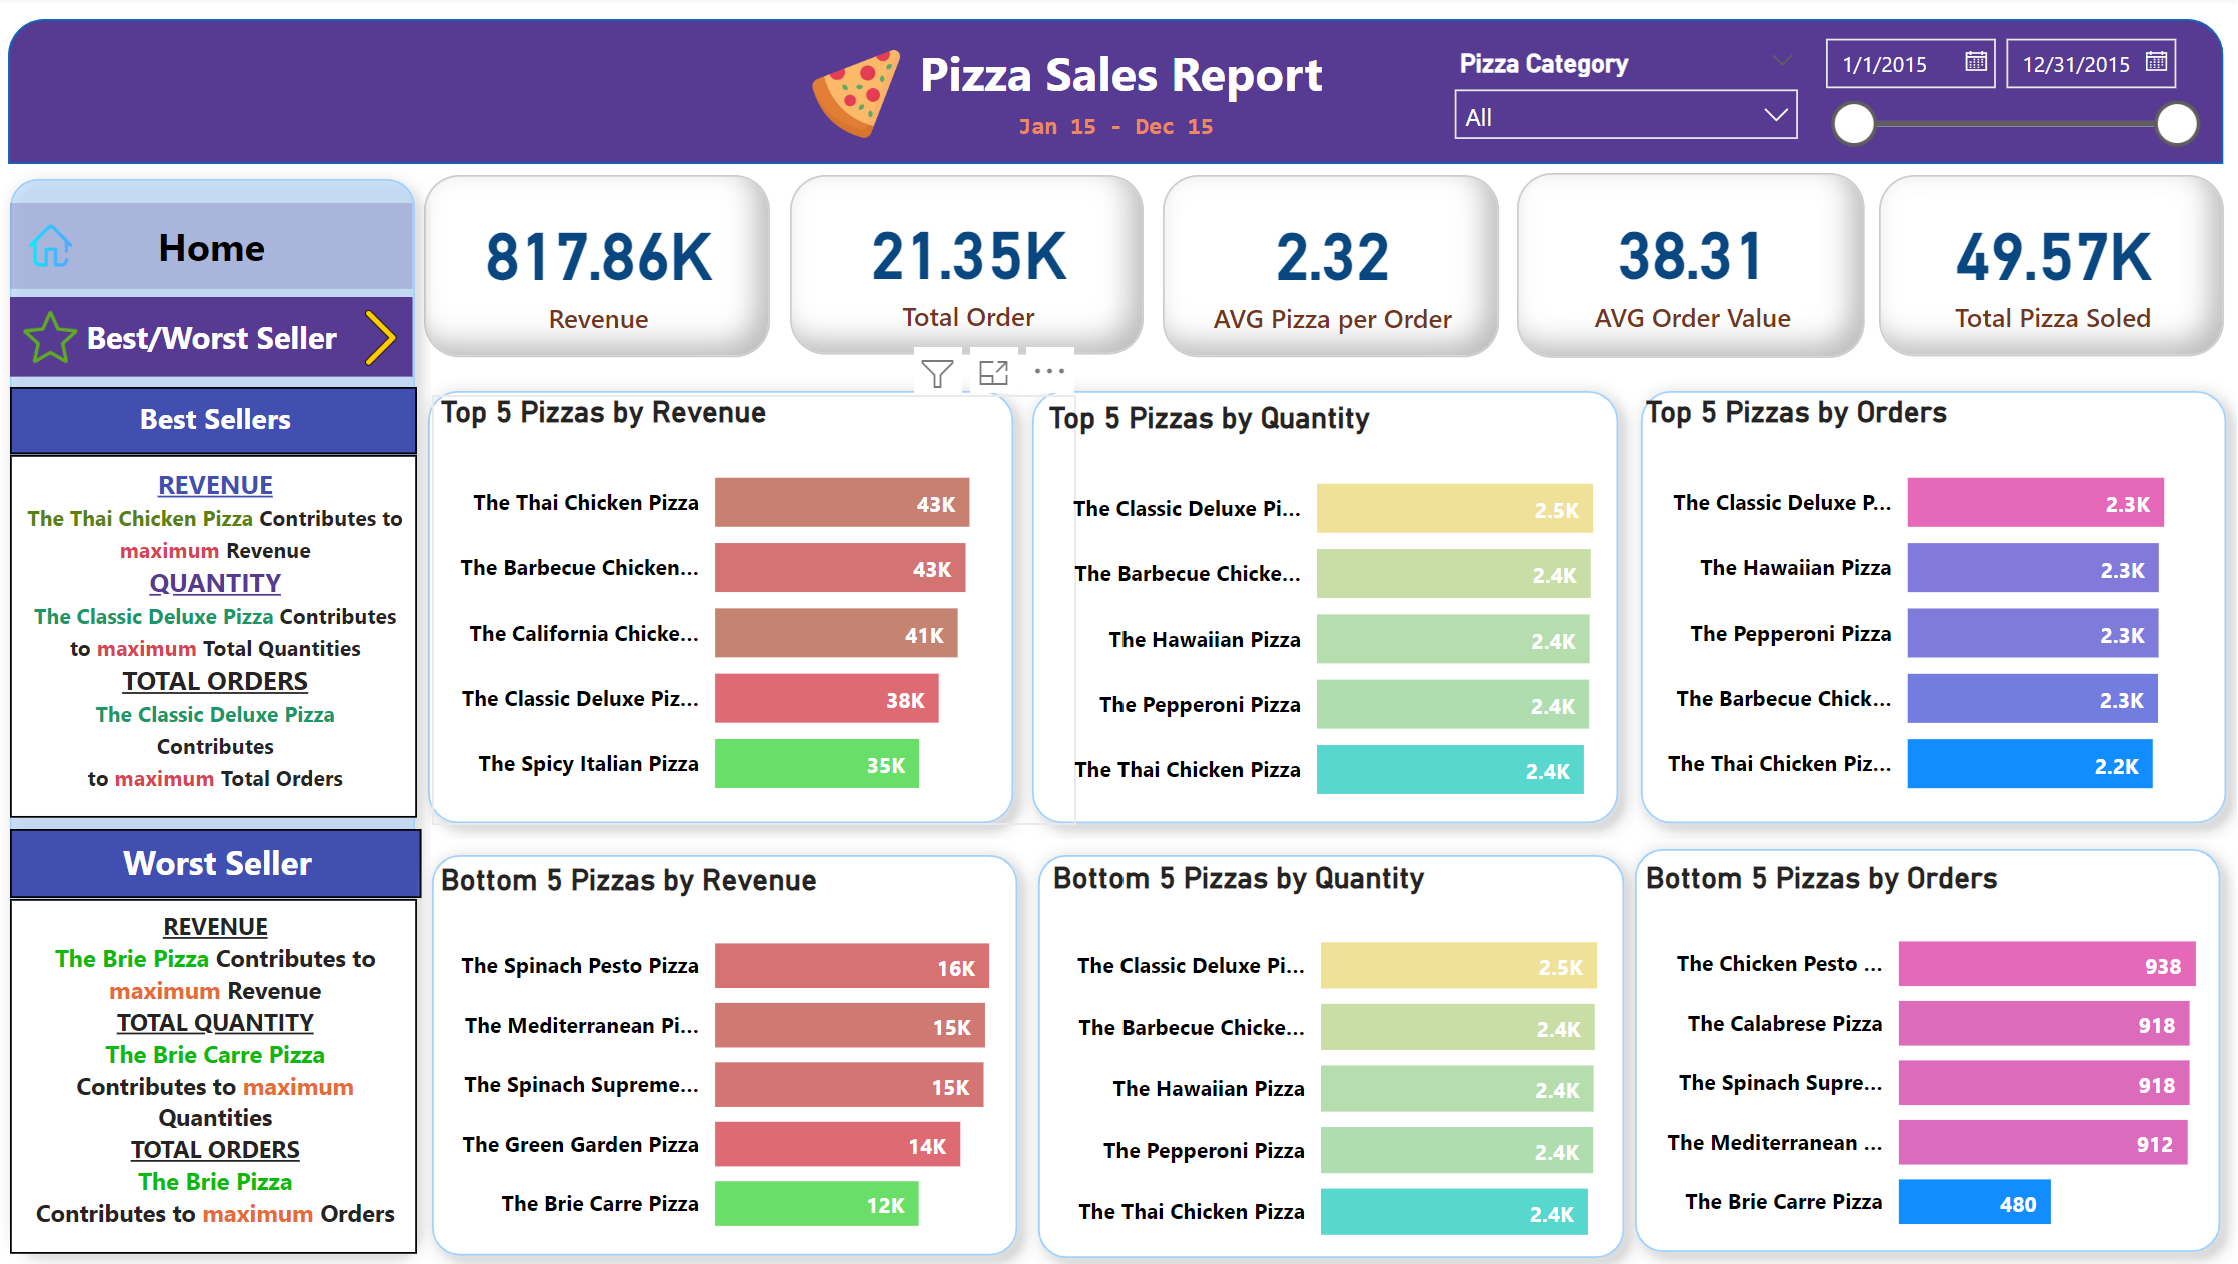 Pizza Sales Report
Jan 15 - Dec 15
Pizza Category
All
1/1/2015
12/31/2015
Home
Best/Worst Seller
817.86K
Revenue
21.35K
Total Order
2.32
AVG Pizza per Order
38.31
AVG Order Value
49.57K
Total Pizza Soled
Best Sellers
REVENUE
The Thai Chicken Pizza Contributes to
maximum Revenue
QUANTITY
The Classic Deluxe Pizza Contributes
to maximum Total Quantities
TOTAL ORDERS
The Classic Deluxe Pizza
Contributes
to maximum Total Orders
Worst Seller
REVENUE
The Brie Pizza Contributes to
maximum Revenue
TOTAL QUANTITY
The Brie Carre Pizza
Contributes to maximum
Quantities
TOTAL ORDERS
The Brie Pizza
Contributes to maximum Orders
Top 5 Pizzas by Revenue
The Thai Chicken Pizza 43K
The Barbecue Chicken... 43K
The California Chicke... 41K
The Classic Deluxe Piz... 38K
The Spicy Italian Pizza 35K
Top 5 Pizzas by Quantity
The Classic Deluxe Pi... 2.5K
The Barbecue Chicke... 2.4K
The Hawaiian Pizza 2.4K
The Pepperoni Pizza 2.4K
The Thai Chicken Pizza 2.4K
Top 5 Pizzas by Orders
The Classic Deluxe P... 2.3K
The Hawaiian Pizza 2.3K
The Pepperoni Pizza 2.3K
The Barbecue Chick... 2.3K
The Thai Chicken Piz... 2.2K
Bottom 5 Pizzas by Revenue
The Spinach Pesto Pizza 16K
The Mediterranean Pi... 15K
The Spinach Supreme... 15K
The Green Garden Pizza 14K
The Brie Carre Pizza 12K
Bottom 5 Pizzas by Quantity
The Classic Deluxe Pi... 2.5K
The Barbecue Chicke... 2.4K
The Hawaiian Pizza 2.4K
The Pepperoni Pizza 2.4K
The Thai Chicken Pizza 2.4K
Bottom 5 Pizzas by Orders
The Chicken Pesto ... 938
The Calabrese Pizza 918
The Spinach Supre... 918
The Mediterranean ... 912
The Brie Carre Pizza 480